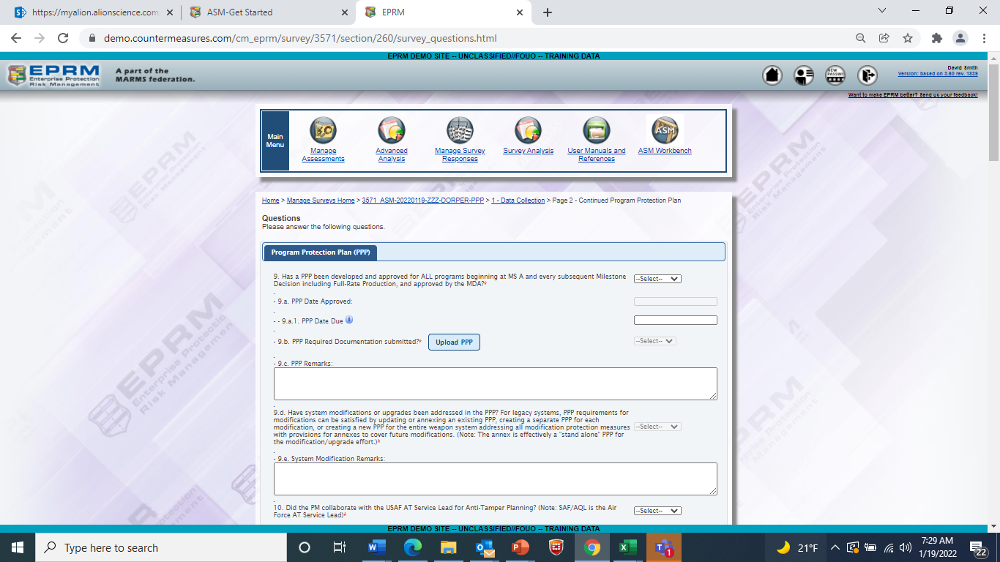 https://myalion.alionscience.com
ASM-Get Started
EPRM
demo.countermeasures.com/cm_eprm/survey/3571/section/260/survey_questions.html
EPRM DEMO SITE -- UNCLASSIFIED//FOUO -- TRAINING DATA
EPRM
Enterprise Protection
Risk Management
A part of the
MARMS federation.
NEW
PASSWO
David Smith
Version: based on 3.60 rev. 1839
Want to make EPRM better? Send us your feedback!
Main
Menu
Manage
Assessments
Advanced
Analysis
Manage Survey
Responses
Survey Analysis
User Manuals and
References
ASM
ASM Workbench
Home > Manage Surveys Home > 3571_ASM-20220119-ZZZ-DORPER-PPP > 1 - Data Collection > Page 2 - Continued Program Protection Plan
Questions
Please answer the following questions.
Program Protection Plan (PPP)
9. Has a PPP been developed and approved for ALL programs beginning at MS A and every subsequent Milestone
Decision including Full-Rate Production, and approved by the MDA?*
--Select--
.
- 9.a. PPP Date Approved:
.
- - 9.a.1. PPP Date Due
.
- 9.b. PPP Required Documentation submitted?* Upload PPP --Select--
.
- 9.c. PPP Remarks:
.
9.d. Have system modifications or upgrades been addressed in the PPP? For legacy systems, PPP requirements for
modifications can be satisfied by updating or annexing an existing PPP, creating a separate PPP for each
modification, or creating a new PPP for the entire weapon system addressing all modification protection measures
with provisions for annexes to cover future modifications. (Note: The annex is effectively a "stand alone" PPP for
the modification/upgrade effort.)*
--Select--
.
- 9.e. System Modification Remarks:
.
10. Did the PM collaborate with the USAF AT Service Lead for Anti-Tamper Planning? (Note: SAF/AQL is the Air
Force AT Service Lead)*
--Select--
EPRM DEMO SITE -- UNCLASSIFIED//FOUO -- TRAINING DATA
Type here to search
1
21°F
7:29 AM
1/19/2022
22